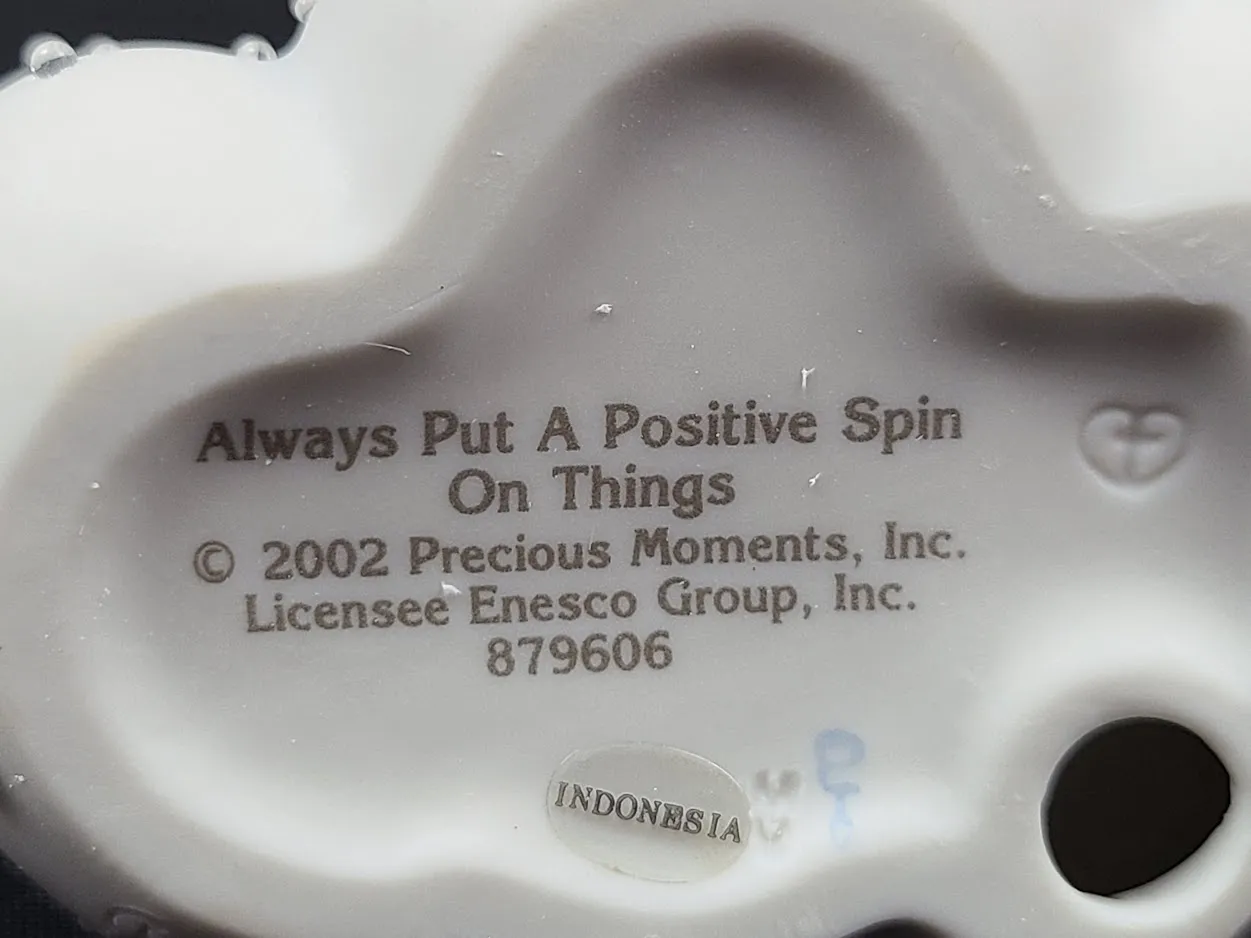 Always Put A Positive Spin
On Things
© 2002 Precious Moments, Inc.
Licensee Enesco Group, Inc.
879606
INDONESIA